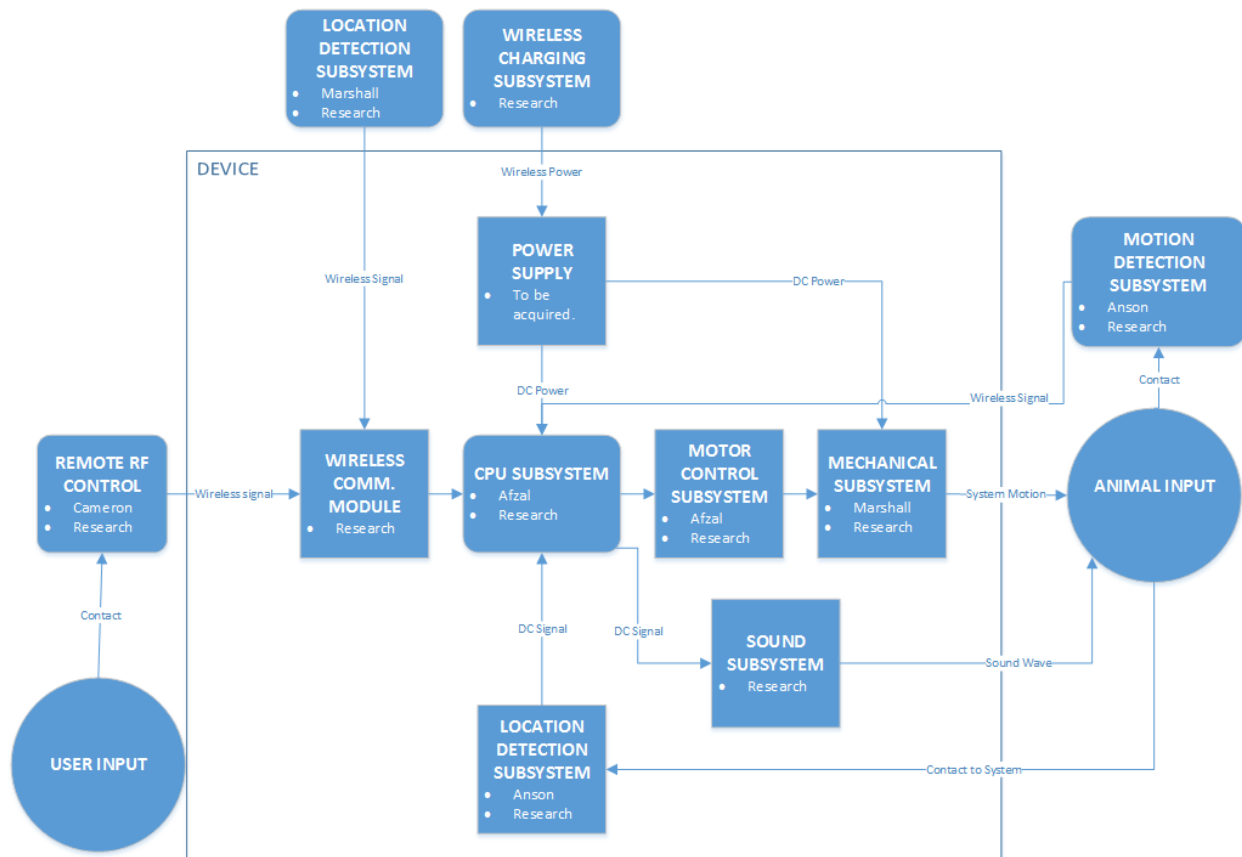 LOCATION
DETECTION
SUBSYSTEM
• Marshall
• Research
WIRELESS
CHARGING
SUBSYSTEM
• Research
DEVICE
Wireless Power
POWER
SUPPLY
• To be
acquired.
MOTION
DETECTION
SUBSYSTEM
• Anson
• Research
Wireless Signal
DC Power
DC Power
Wireless Signal
Contact
REMOTE RF
CONTROL
• Cameron
• Research
Wireless signal
WIRELESS
COMM.
MODULE
• Research
CPU SUBSYSTEM
• Afzal
• Research
MOTOR
CONTROL
SUBSYSTEM
• Afzal
• Research
MECHANICAL
SUBSYSTEM
• Marshall
• Research
System Motion
ANIMAL INPUT
Contact
DC Signal
DC Signal
SOUND
SUBSYSTEM
• Research
Sound Wave
USER INPUT
LOCATION
DETECTION
SUBSYSTEM
• Anson
• Research
Contact to System